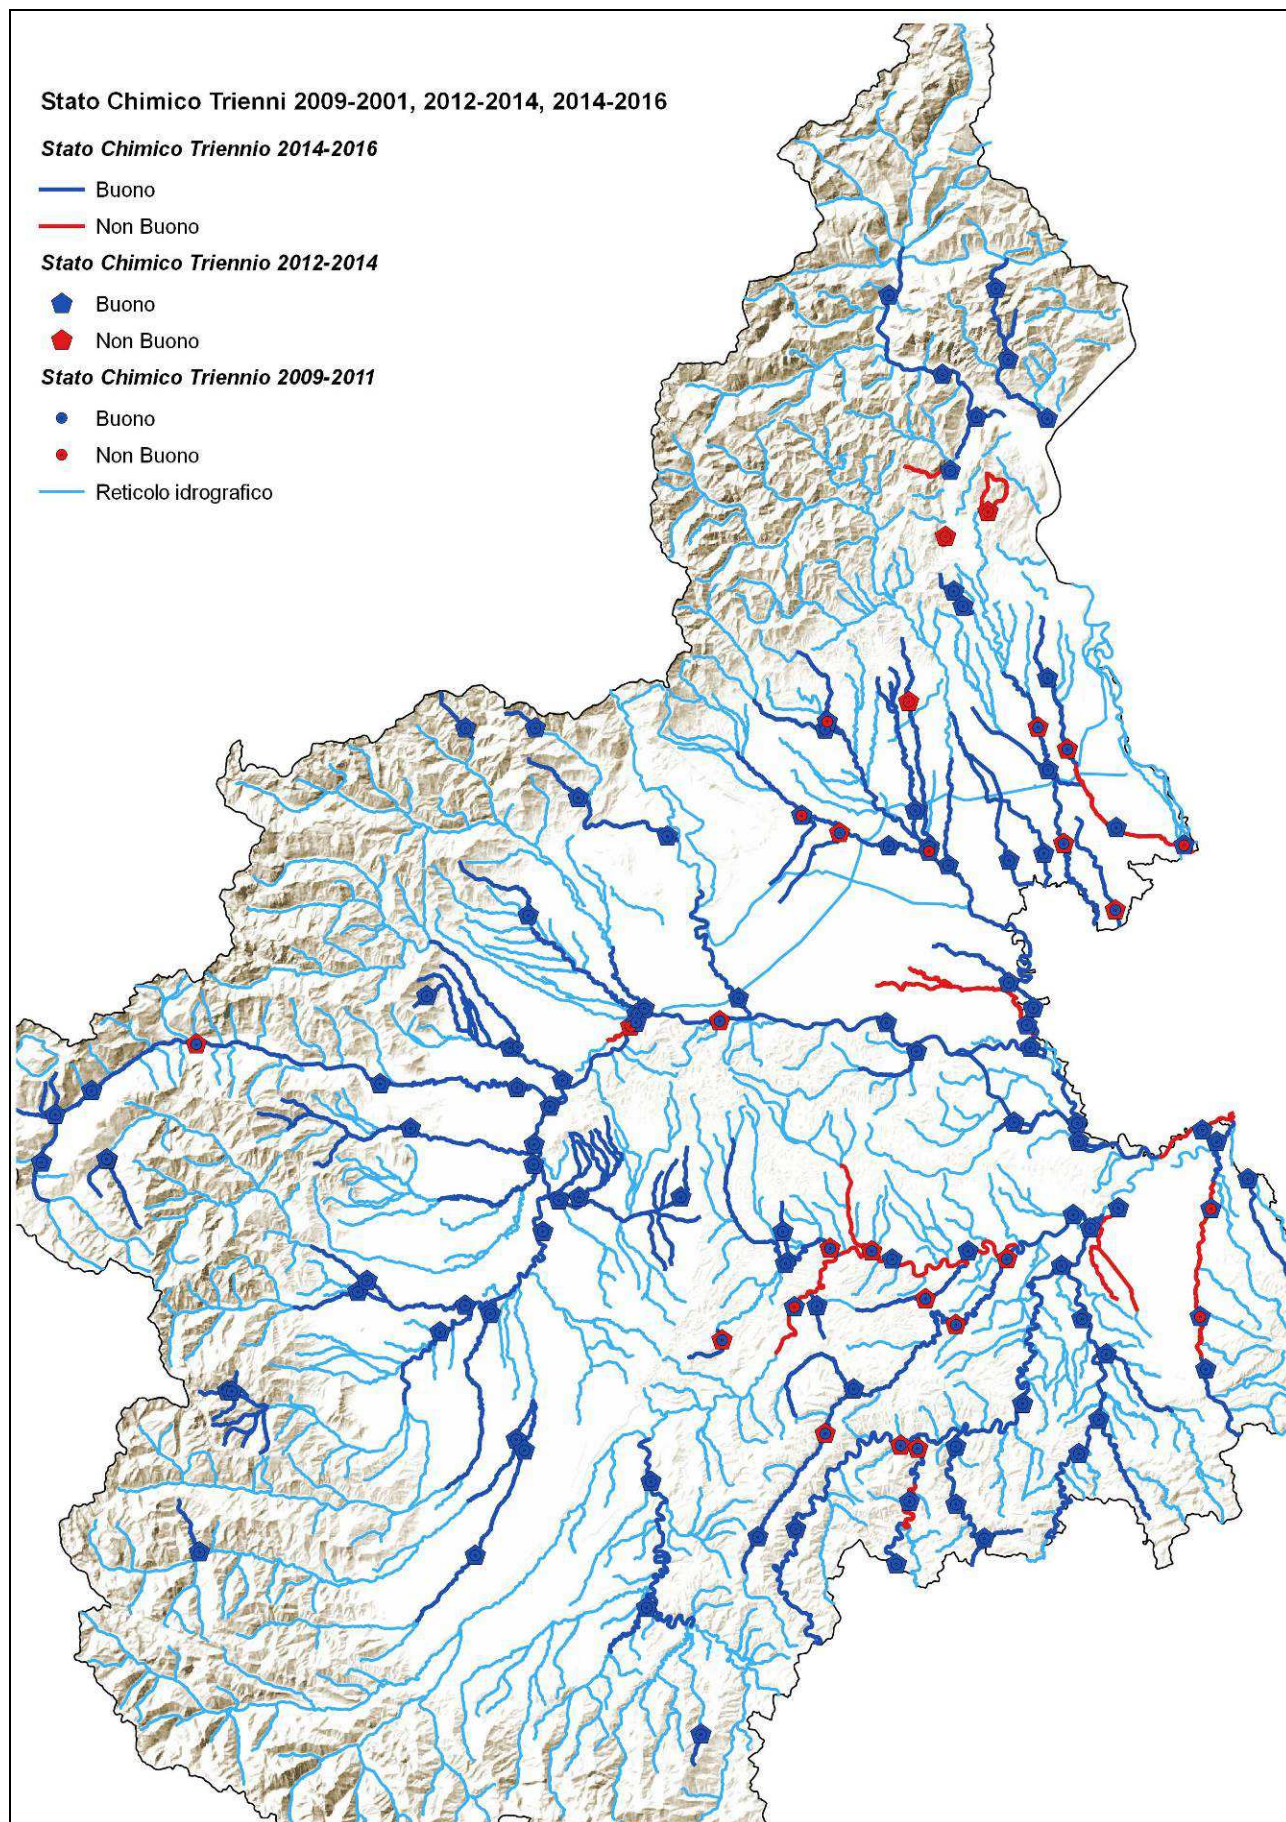 Stato Chimico Trienni 2009-2001, 2012-2014, 2014-2016
Stato Chimico Triennio 2014-2016
Buono
Non Buono
Stato Chimico Triennio 2012-2014
Buono
Non Buono
Stato Chimico Triennio 2009-2011
Buono
Non Buono
Reticolo idrografico